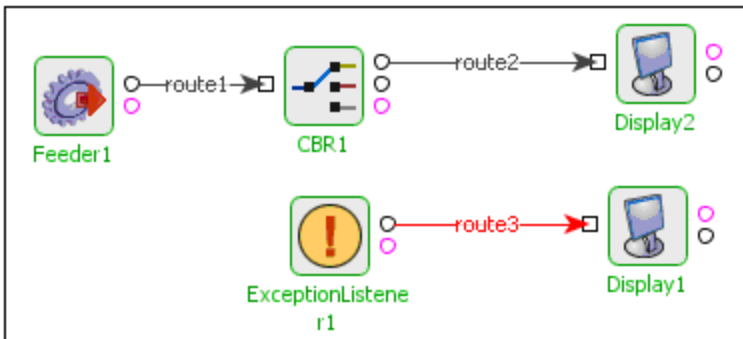 route1
route2
Feeder1
CBR1
Display2
route3
ExceptionListene
r1
Display1